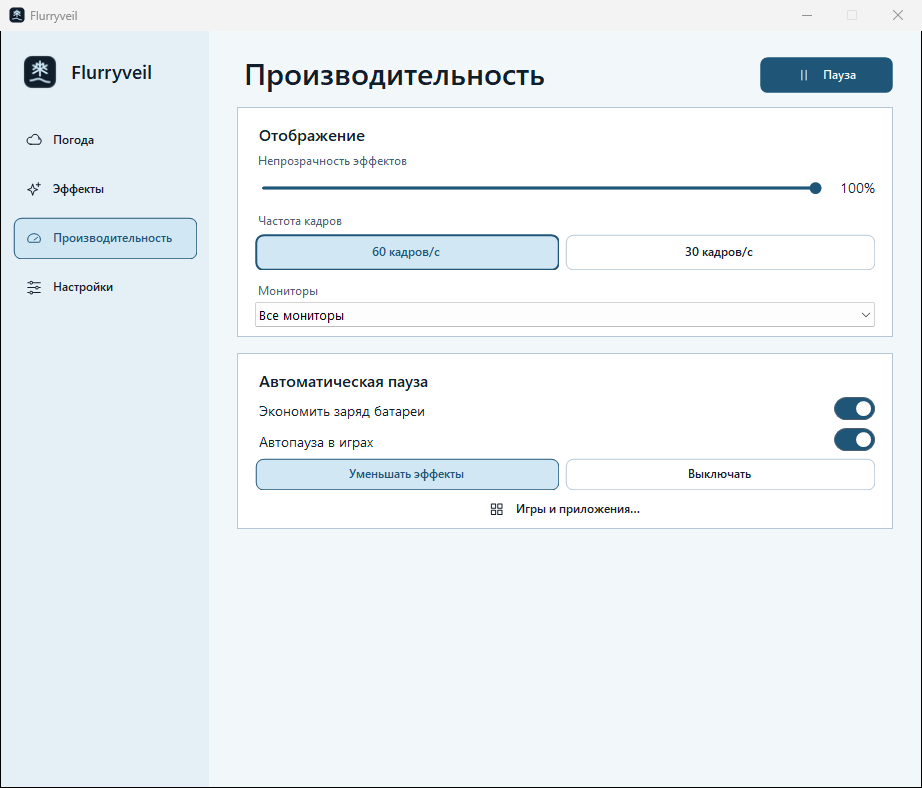 Flurryveil
Flurryveil
Погода
Эффекты
Производительность
Настройки
Производительность
Пауза
Отображение
Непрозрачность эффектов
100%
Частота кадров
60 кадров/с
30 кадров/с
Мониторы
Все мониторы
Автоматическая пауза
Экономить заряд батареи
Автопауза в играх
Уменьшать эффекты
Выключать
Игры и приложения...